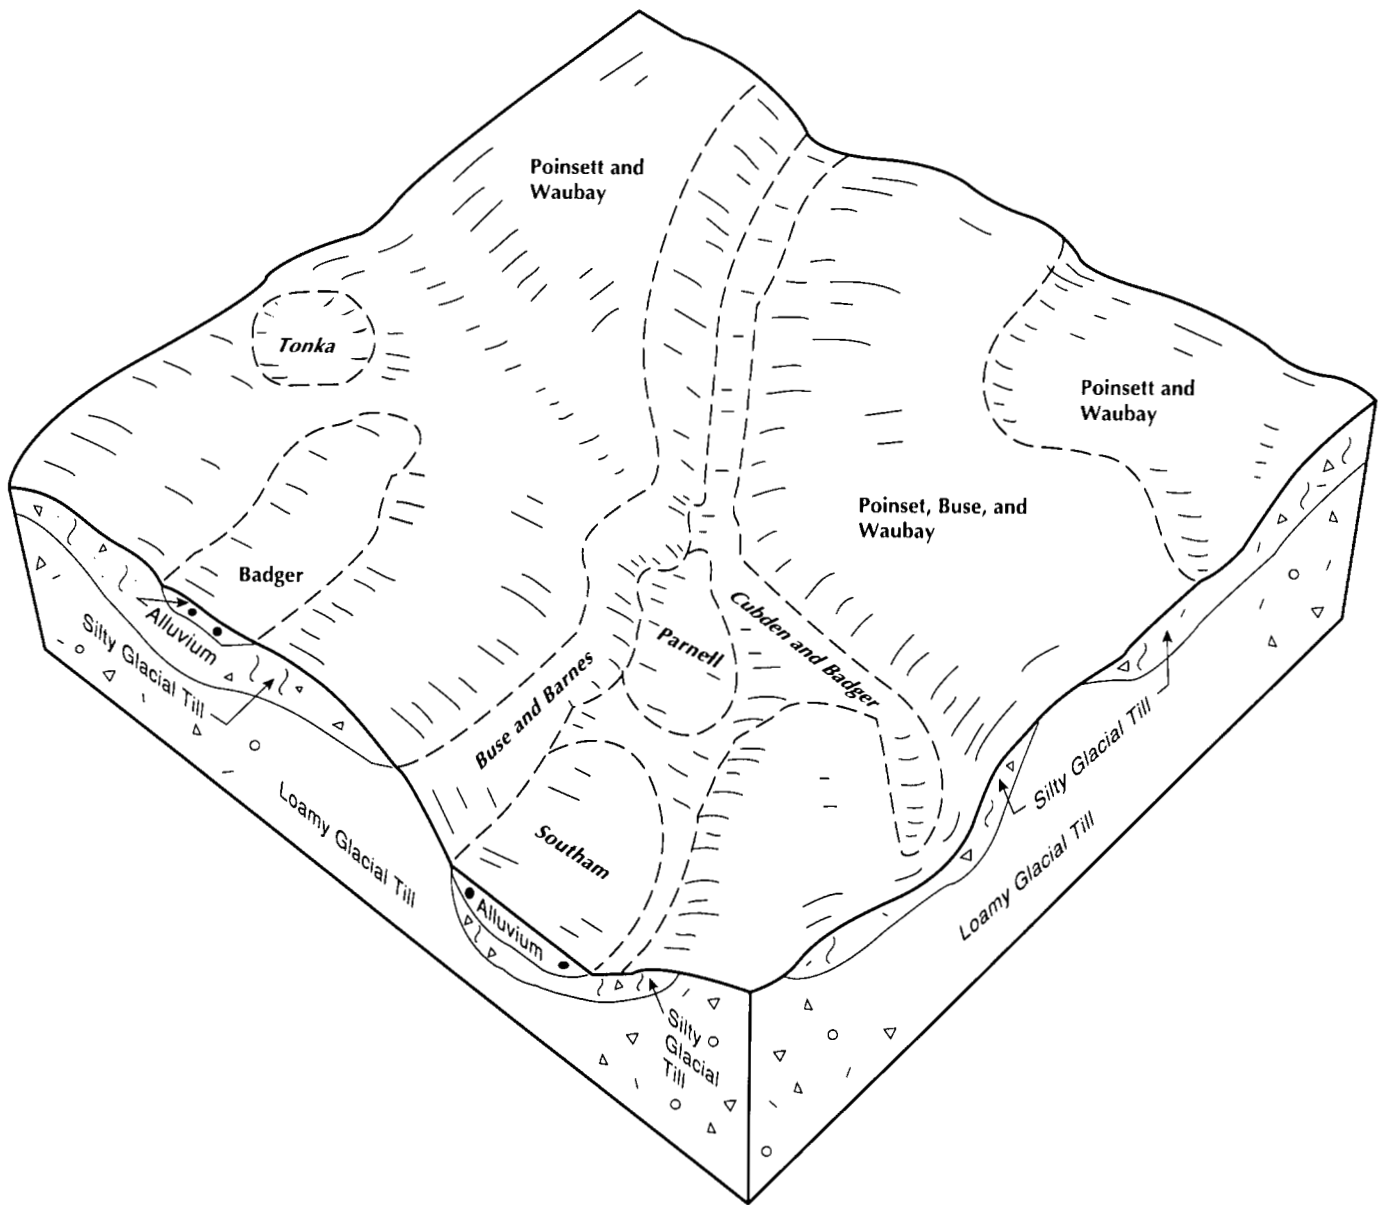 Poinsett and
Waubay
Tonka
Poinsett and
Waubay
Poinset, Buse, and
Waubay
Badger
Cubden and Badger
Parnell
Alluvium
Silty Glacial Till
Buse and Barnes
Silty Glacial Till
Loamy Glacial Till
Southam
Loamy Glacial Till
Alluvium
Silty
Glacial
Till